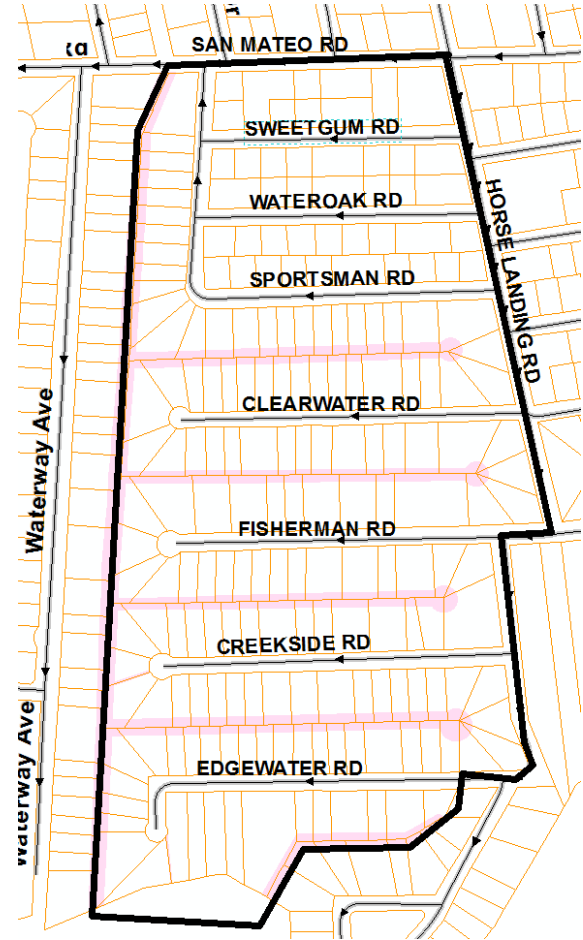 SAN MATEO RD
SWEETGUM RD
WATEROAK RD
HORSE LANDING RD
SPORTSMAN RD
CLEARWATER RD
Waterway Ave
FISHERMAN RD
CREEKSIDE RD
Waterway Ave
EDGEWATER RD